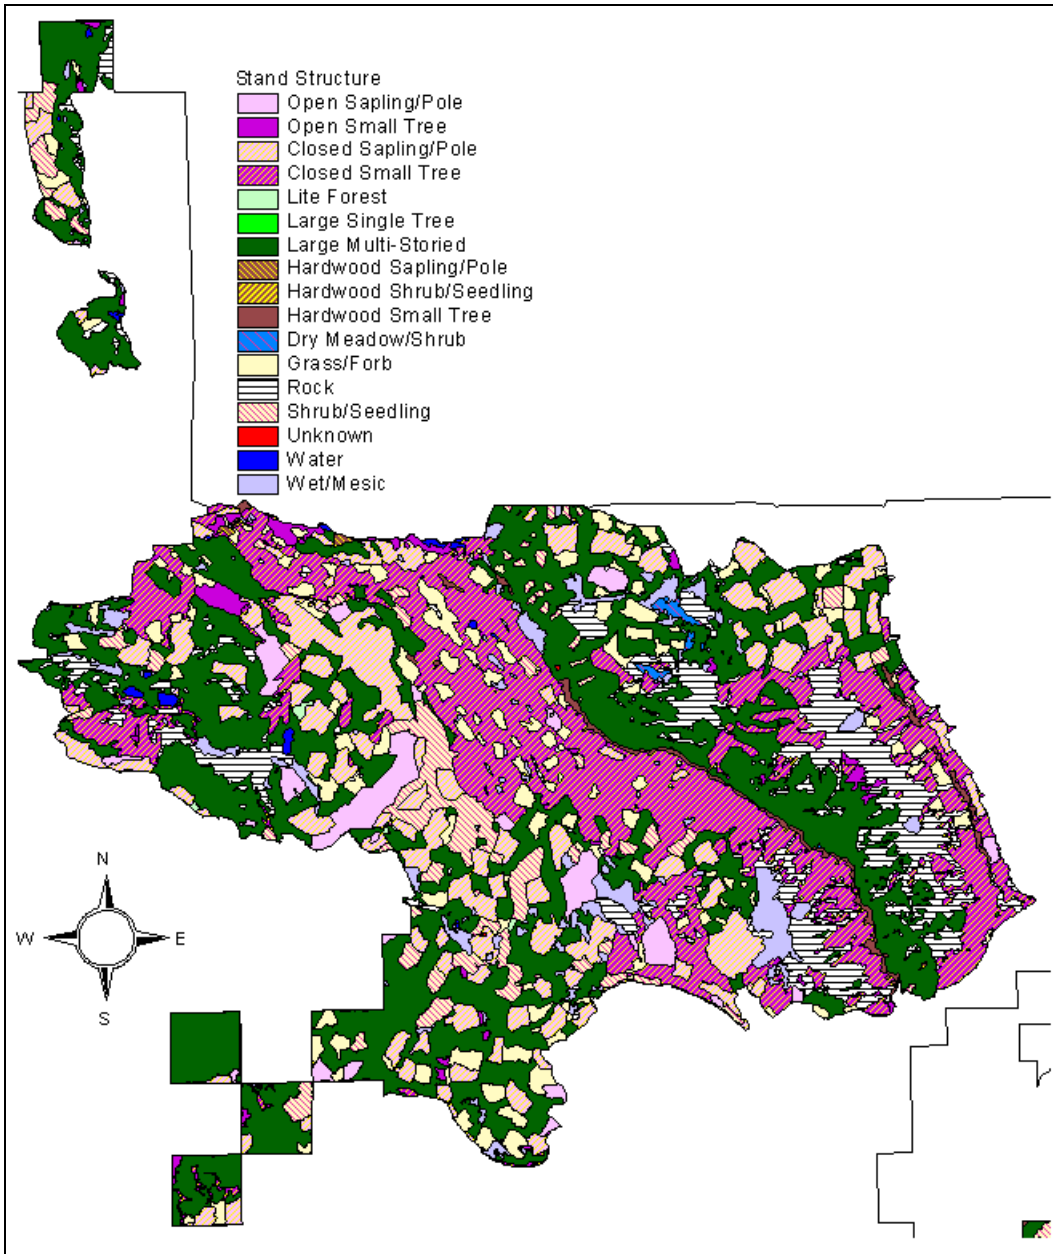 Stand Structure
Open Sapling/Pole
Open Small Tree
Closed Sapling/Pole
Closed Small Tree
Lite Forest
Large Single Tree
Large Multi-Storied
Hardwood Sapling/Pole
Hardwood Shrub/Seedling
Hardwood Small Tree
Dry Meadow/Shrub
Grass/Forb
Rock
Shrub/Seedling
Unknown
Water
Wet/Mesic
N
W E
S